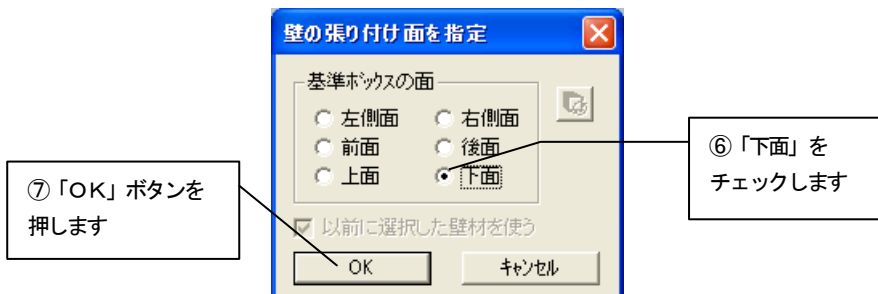 壁の張り付け面を指定
基準ﾎﾞｯｸｽの面
左側面 右側面
前面 後面
上面 下面
以前に選択した壁材を使う
OK ｷｬﾝｾﾙ
⑥「下面」を
チェックします
⑦「ＯＫ」ボタンを
押します